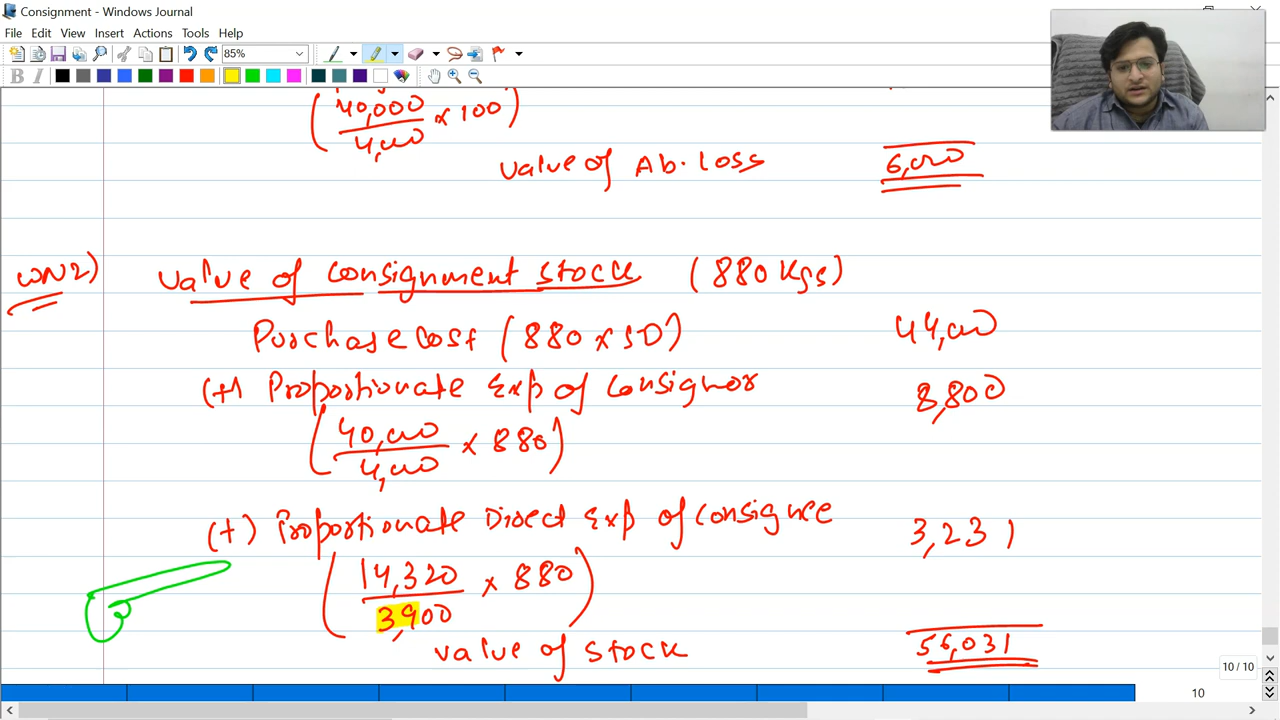 Consignment - Windows Journal
File Edit View Insert Actions Tools Help
85%
B I
(40,000/4,000 × 100)
Value of Ab. Loss 6,000
WN2) Value of Consignment Stock (880 Kgs)
Purchase Cost (880 × 50) 44,000
(+) Proportionate Exp of Consignor 8,800
(40,000/4,000 × 880)
(+) Proportionate Direct Exp of Consignee 3,231
(14,320/3,900 × 880)
Value of Stock 56,031
10 / 10
10